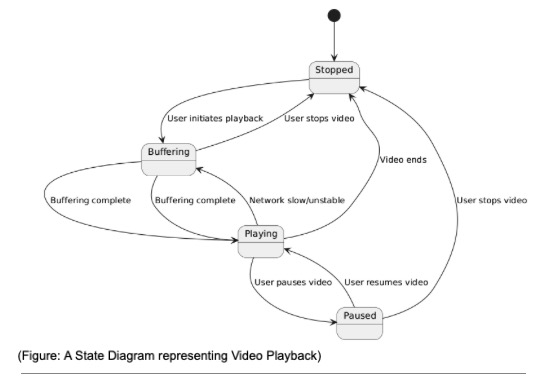 Stopped
User initiates playback
User stops video
Buffering
Video ends
Buffering complete
Buffering complete
Network slow/unstable
User stops video
Playing
User pauses video
User resumes video
Paused
(Figure: A State Diagram representing Video Playback)